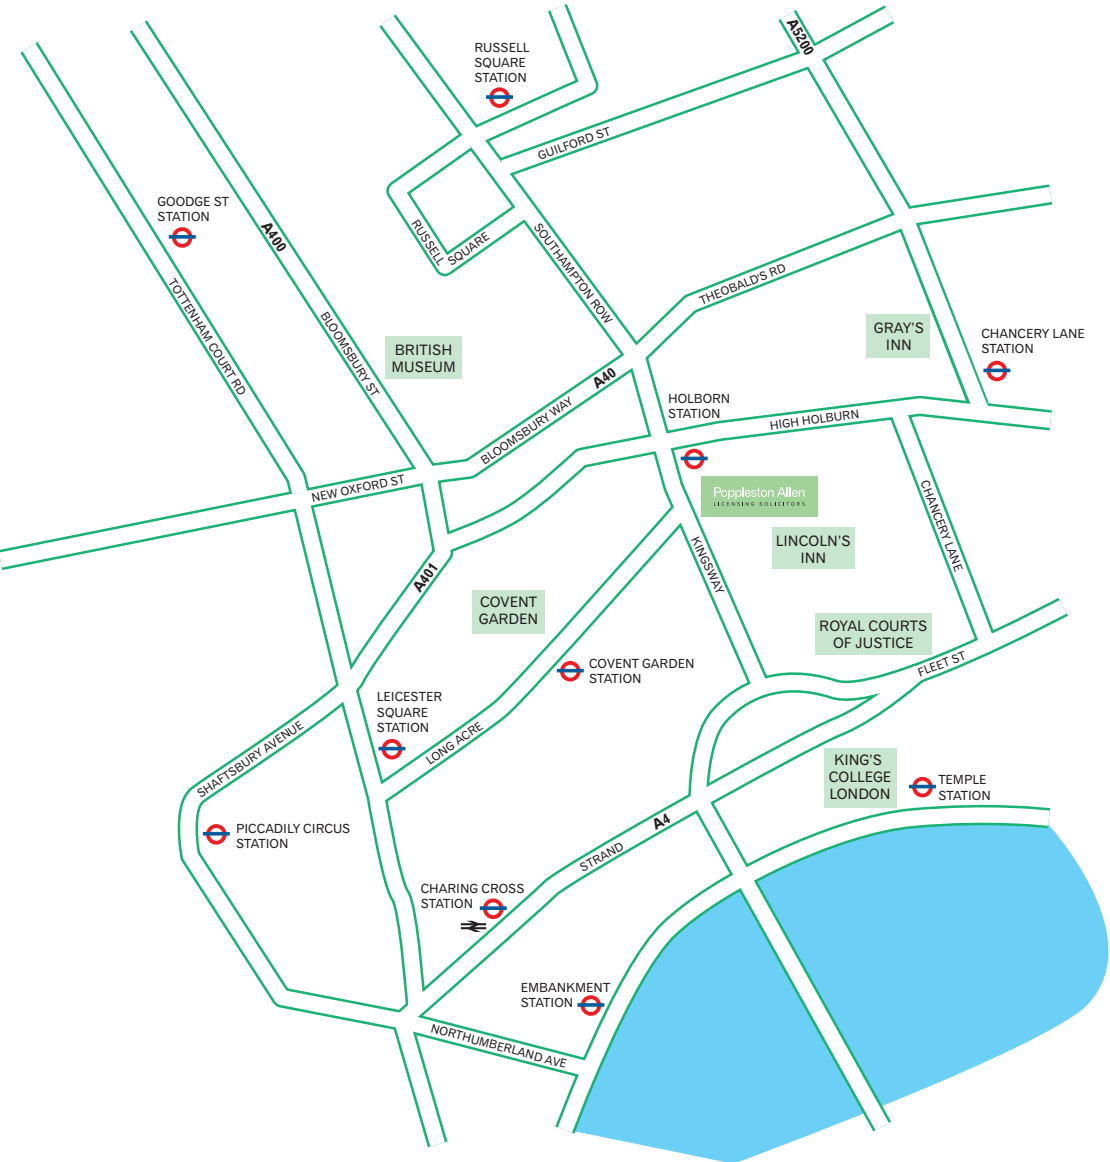 A5200
RUSSELL
SQUARE
STATION
GUILFORD ST
GOODGE ST
STATION
A400
RUSSELL
SQUARE
SOUTHAMPTON ROW
THEOBALD'S RD
TOTTENHAM COURT RD
BLOOMSBURY ST
BRITISH
MUSEUM
GRAY'S
INN
CHANCERY LANE
STATION
A40
HOLBORN
STATION
BLOOMSBURY WAY
HIGH HOLBURN
NEW OXFORD ST
Poppleston Allen
LICENSING SOLICITORS
CHANCERY LANE
LINCOLN'S
INN
KINGSWAY
A401
COVENT
GARDEN
ROYAL COURTS
OF JUSTICE
COVENT GARDEN
STATION
FLEET ST
LEICESTER
SQUARE
STATION
LONG ACRE
SHAFTSBURY AVENUE
KING'S
COLLEGE
LONDON
TEMPLE
STATION
PICCADILY CIRCUS
STATION
A4
STRAND
CHARING CROSS
STATION
EMBANKMENT
STATION
NORTHUMBERLAND AVE